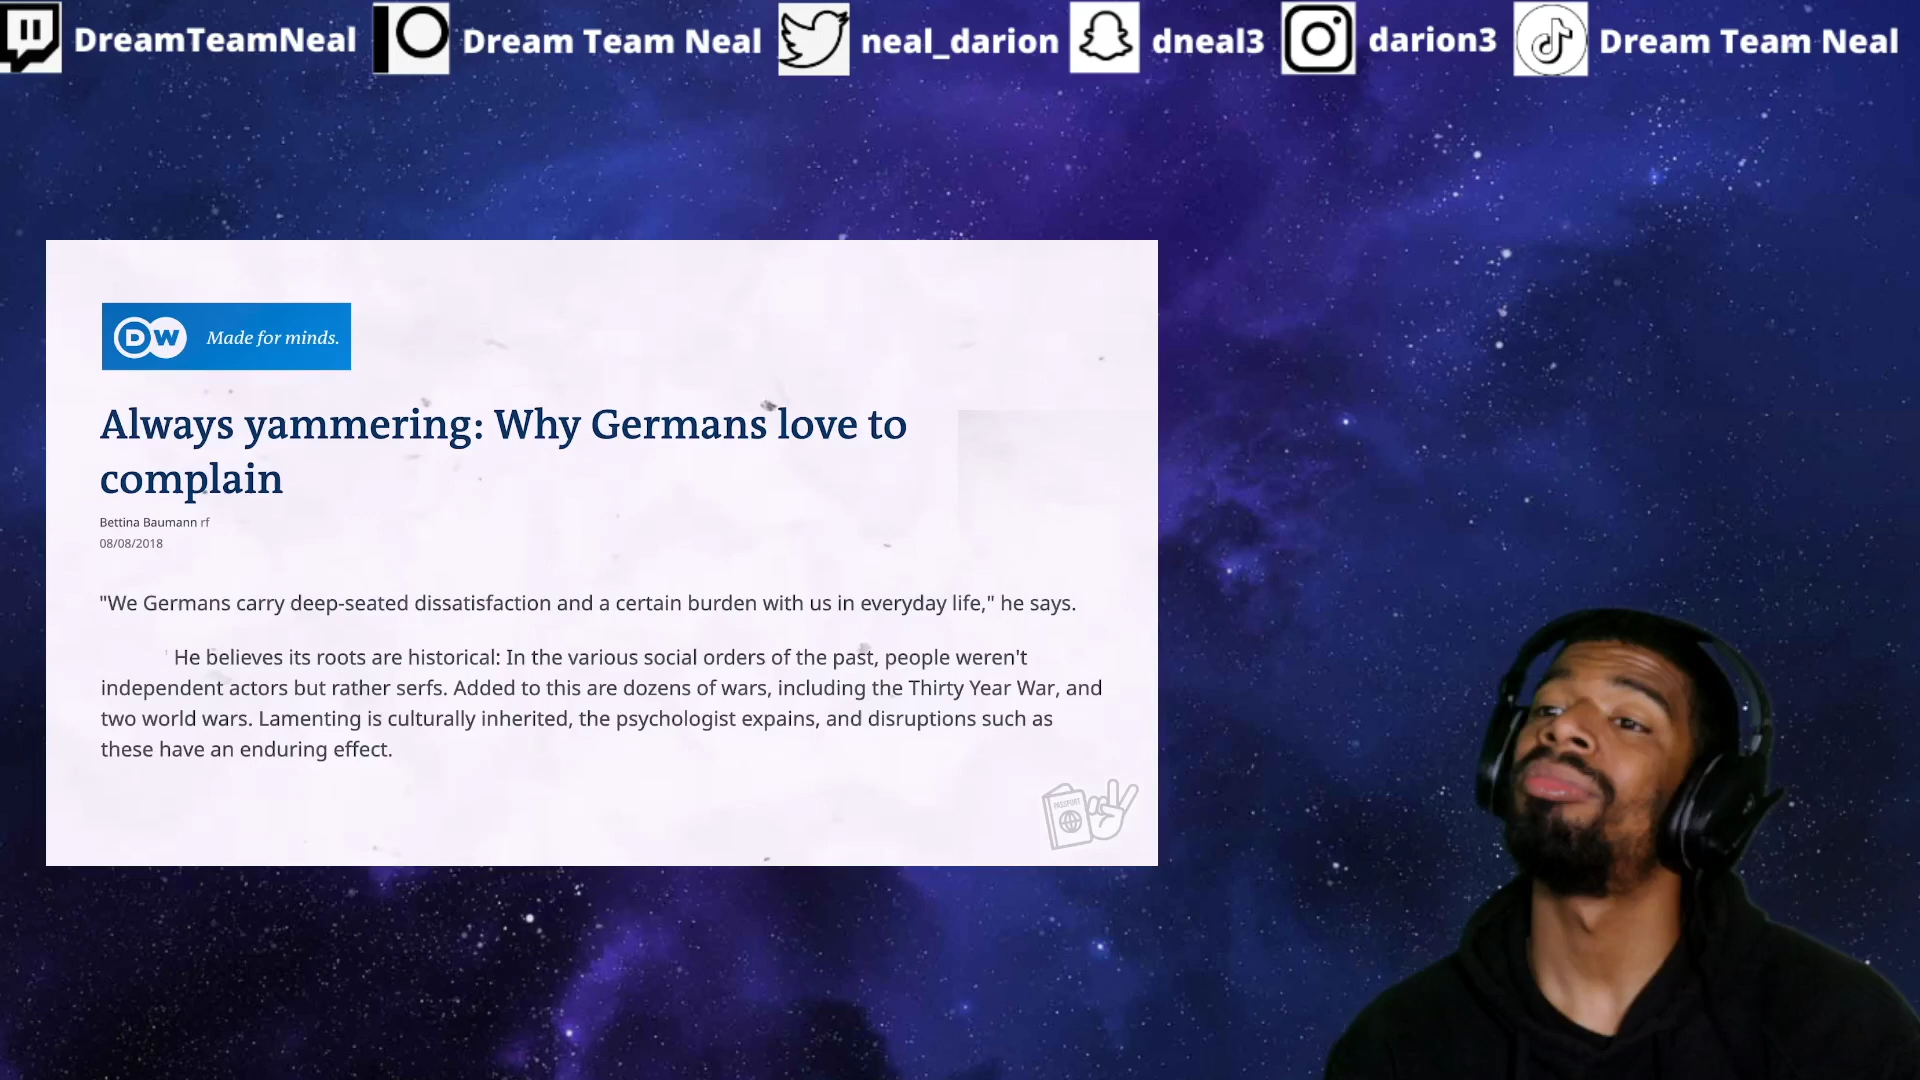 DreamTeamNeal Dream Team Neal neal_darion dneal3 darion3 Dream Team Neal
DW Made for minds.
Always yammering: Why Germans love to
complain
Bettina Baumann rf
08/08/2018
"We Germans carry deep-seated dissatisfaction and a certain burden with us in everyday life," he says.
He believes its roots are historical: In the various social orders of the past, people weren't
independent actors but rather serfs. Added to this are dozens of wars, including the Thirty Year War, and
two world wars. Lamenting is culturally inherited, the psychologist expains, and disruptions such as
these have an enduring effect.
PASSPORT